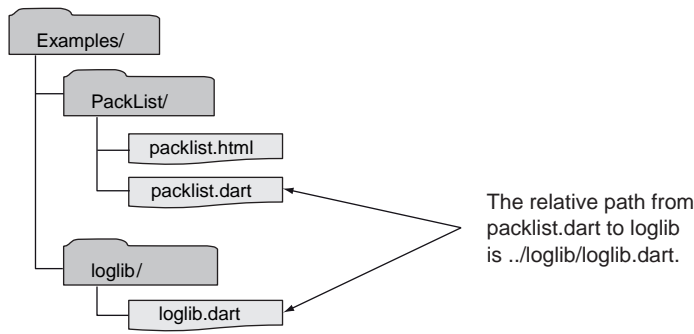 Examples/
PackList/
packlist.html
packlist.dart
The relative path from
packlist.dart to loglib
is ../loglib/loglib.dart.
loglib/
loglib.dart